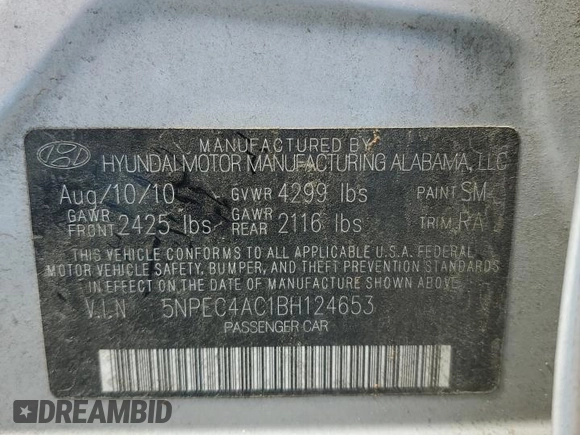 MANUFACTURED BY
HYUNDAI MOTOR MANUFACTURING ALABAMA, LLC
Aug/10/10 GVWR 4299 lbs PAINT SM
GAWR FRONT 2425 lbs GAWR REAR 2116 lbs TRIM RA
THIS VEHICLE CONFORMS TO ALL APPLICABLE U.S.A. FEDERAL
MOTOR VEHICLE SAFETY, BUMPER, AND THEFT PREVENTION
STANDARDS IN EFFECT ON THE DATE OF MANUFACTURE SHOWN ABOVE.
V.I.N 5NPEC4AC1BH124653
PASSENGER CAR
DREAMBID